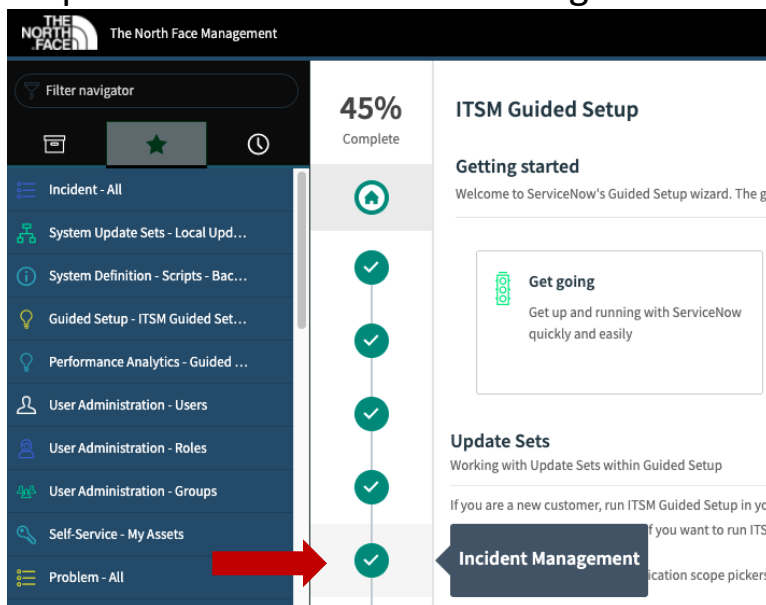 THE
NORTH
FACE
The North Face Management
Filter navigator
Incident - All
System Update Sets - Local Upd...
System Definition - Scripts - Bac...
Guided Setup - ITSM Guided Set...
Performance Analytics - Guided ...
User Administration - Users
User Administration - Roles
User Administration - Groups
Self-Service - My Assets
Problem - All
45%
Complete
ITSM Guided Setup
Getting started
Welcome to ServiceNow's Guided Setup wizard. The g
Get going
Get up and running with ServiceNow
quickly and easily
Update Sets
Working with Update Sets within Guided Setup
If you are a new customer, run ITSM Guided Setup in yo
f you want to run ITS
Incident Management
ication scope pickers